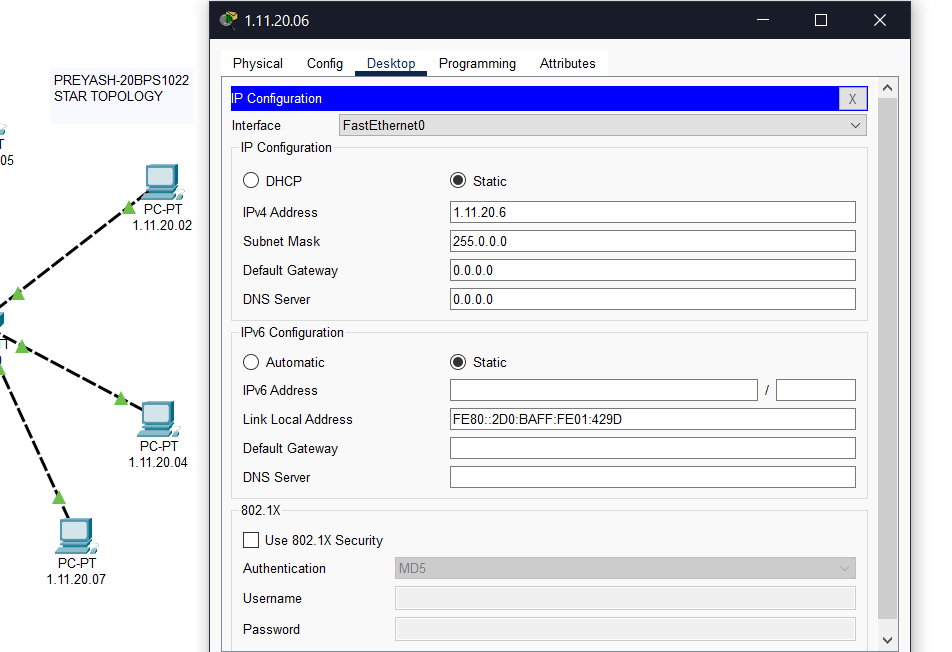 1.11.20.06
Physical Config Desktop Programming Attributes
IP Configuration X
Interface FastEthernet0
IP Configuration
DHCP Static
IPv4 Address 1.11.20.6
Subnet Mask 255.0.0.0
Default Gateway 0.0.0.0
DNS Server 0.0.0.0
IPv6 Configuration
Automatic Static
IPv6 Address /
Link Local Address FE80::2D0:BAFF:FE01:429D
Default Gateway
DNS Server
802.1X
Use 802.1X Security
Authentication MD5
Username
Password
PREYASH-20BPS1022
STAR TOPOLOGY
05
PC-PT
1.11.20.02
PC-PT
1.11.20.04
PC-PT
1.11.20.07